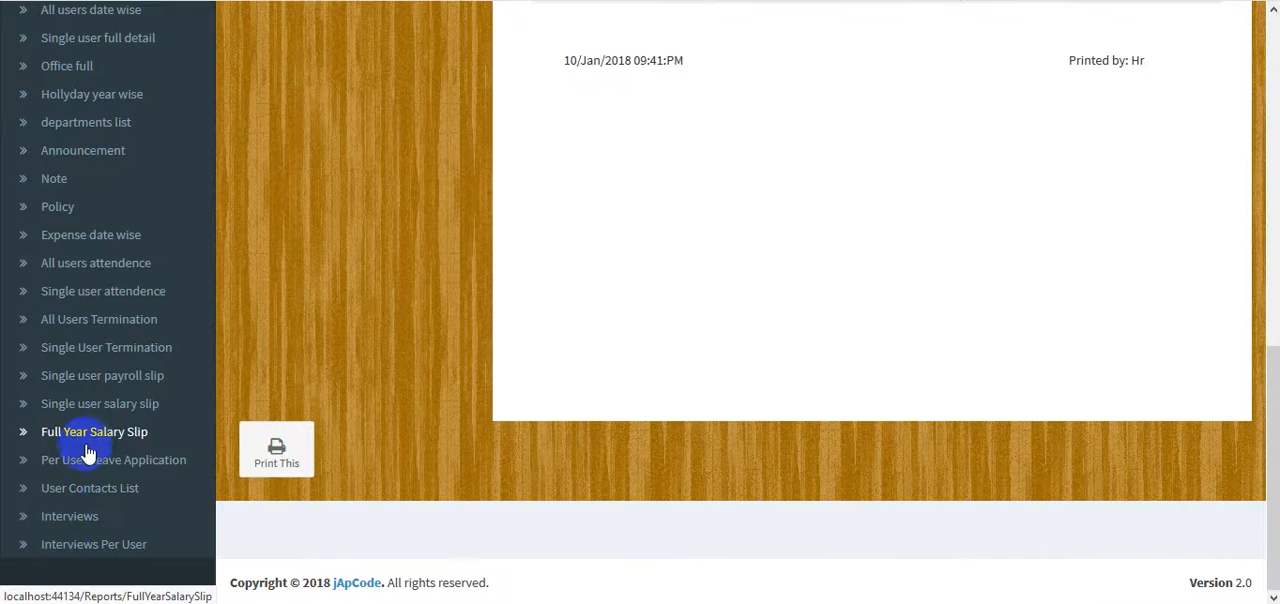 All users date wise
Single user full detail
Office full
Hollyday year wise
departments list
Announcement
Note
Policy
Expense date wise
All users attendence
Single user attendence
All Users Termination
Single User Termination
Single user payroll slip
Single user salary slip
Full Year Salary Slip
Per User Leave Application
User Contacts List
Interviews
Interviews Per User
localhost:44134/Reports/FullYearSalarySlip
10/Jan/2018 09:41:PM
Printed by: Hr
Print This
Copyright © 2018 jApCode. All rights reserved.
Version 2.0